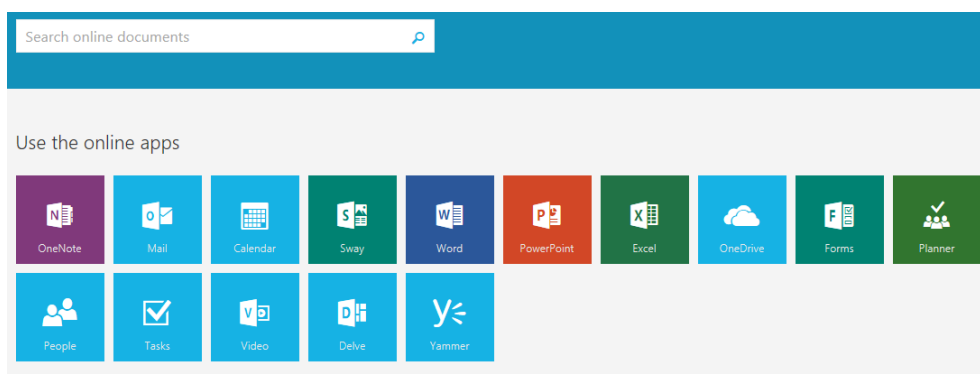 Search online documents
Use the online apps
N
OneNote
o
Mail
Calendar
S
Sway
W
Word
P
PowerPoint
X
Excel
OneDrive
F
Forms
Planner
People
Tasks
V
Video
D
Delve
Y
Yammer